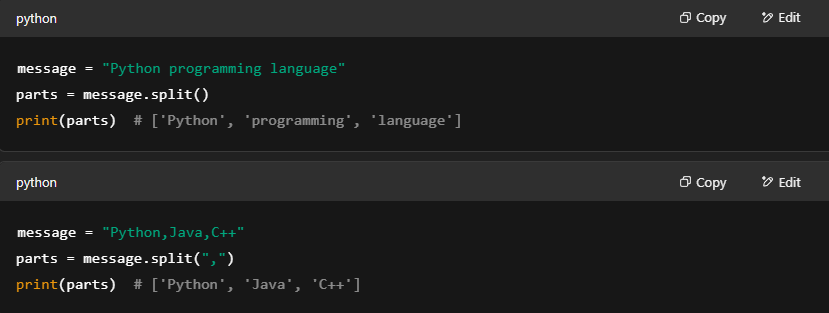 python Copy Edit
message = "Python programming language"
parts = message.split()
print(parts)  # ['Python', 'programming', 'language']
python Copy Edit
message = "Python,Java,C++"
parts = message.split(",")
print(parts)  # ['Python', 'Java', 'C++']